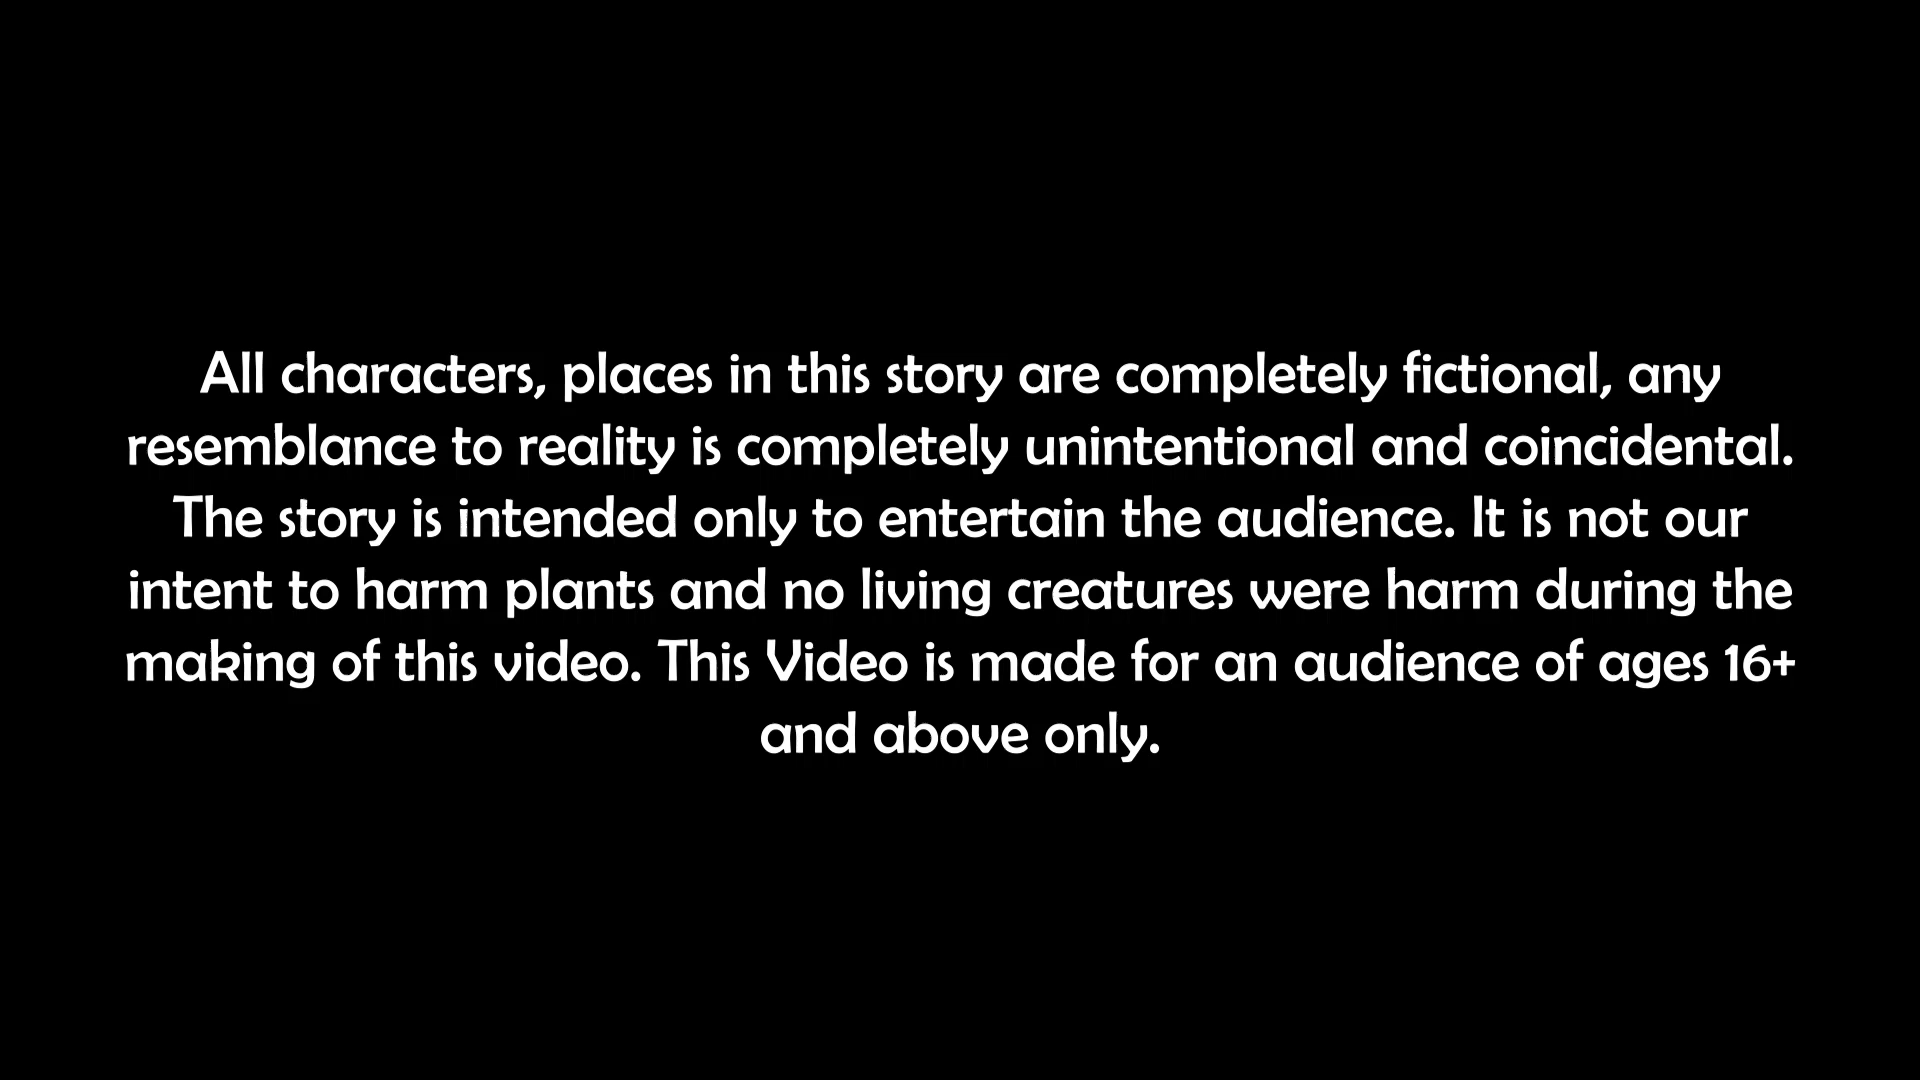 All characters, places in this story are completely fictional, any
resemblance to reality is completely unintentional and coincidental.
The story is intended only to entertain the audience. It is not our
intent to harm plants and no living creatures were harm during the
making of this video. This Video is made for an audience of ages 16+
and above only.